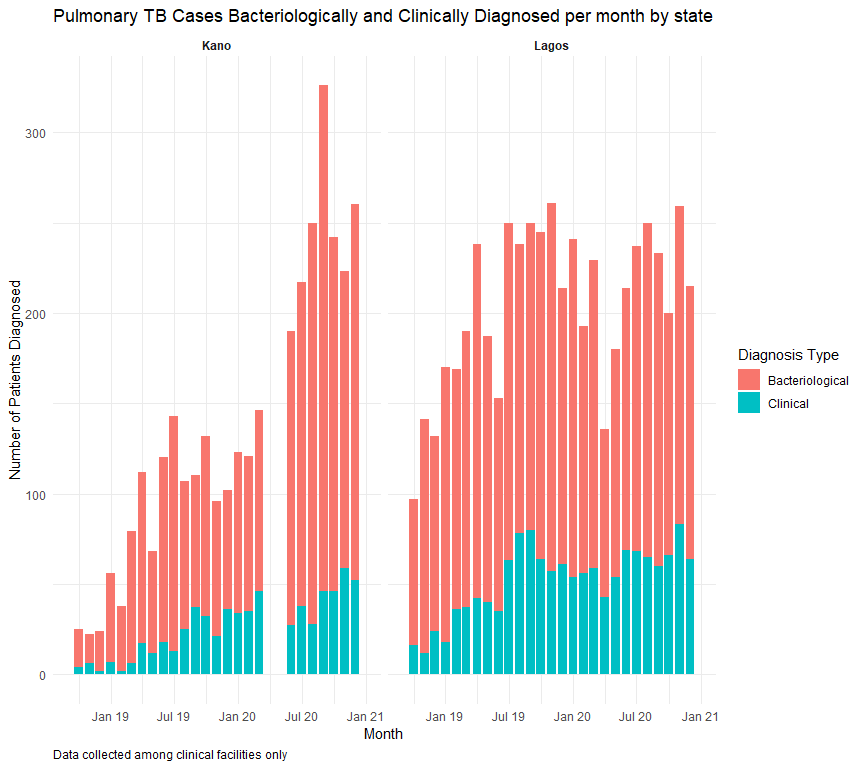 Pulmonary TB Cases Bacteriologically and Clinically Diagnosed per month by state
Kano
Lagos
Number of Patients Diagnosed
300
200
100
0
Jan 19 Jul 19 Jan 20 Jul 20 Jan 21
Jan 19 Jul 19 Jan 20 Jul 20 Jan 21
Month
Diagnosis Type
Bacteriological
Clinical
Data collected among clinical facilities only